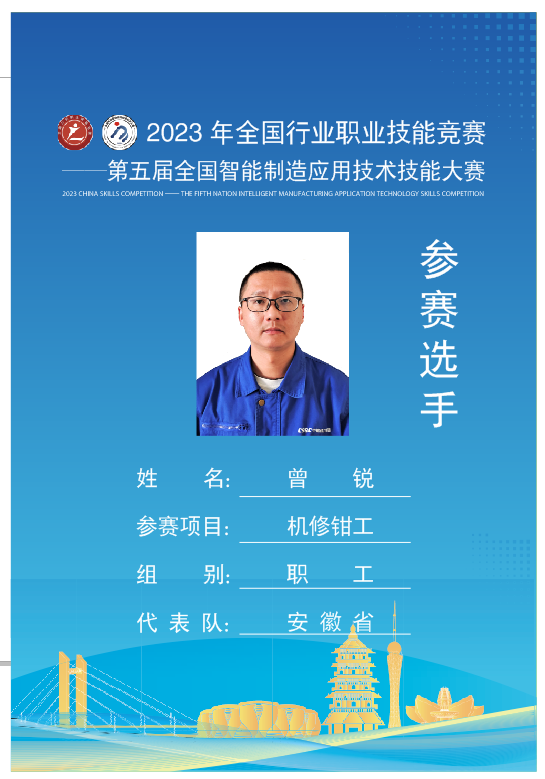 2023 年全国行业职业技能竞赛
——第五届全国智能制造应用技术技能大赛
2023 CHINA SKILLS COMPETITION —— THE FIFTH NATION INTELLIGENT MANUFACTURING APPLICATION TECHNOLOGY SKILLS COMPETITION
参赛选手
姓 名: 曾 锐
参赛项目: 机修钳工
组 别: 职 工
代 表 队: 安 徽 省